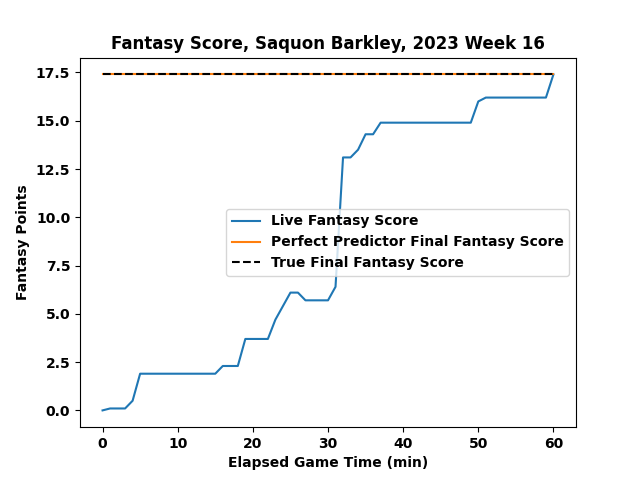 Fantasy Score, Saquon Barkley, 2023 Week 16
17.5
15.0
12.5
10.0
7.5
5.0
2.5
0.0
Fantasy Points
Live Fantasy Score
Perfect Predictor Final Fantasy Score
True Final Fantasy Score
0 10 20 30 40 50 60
Elapsed Game Time (min)